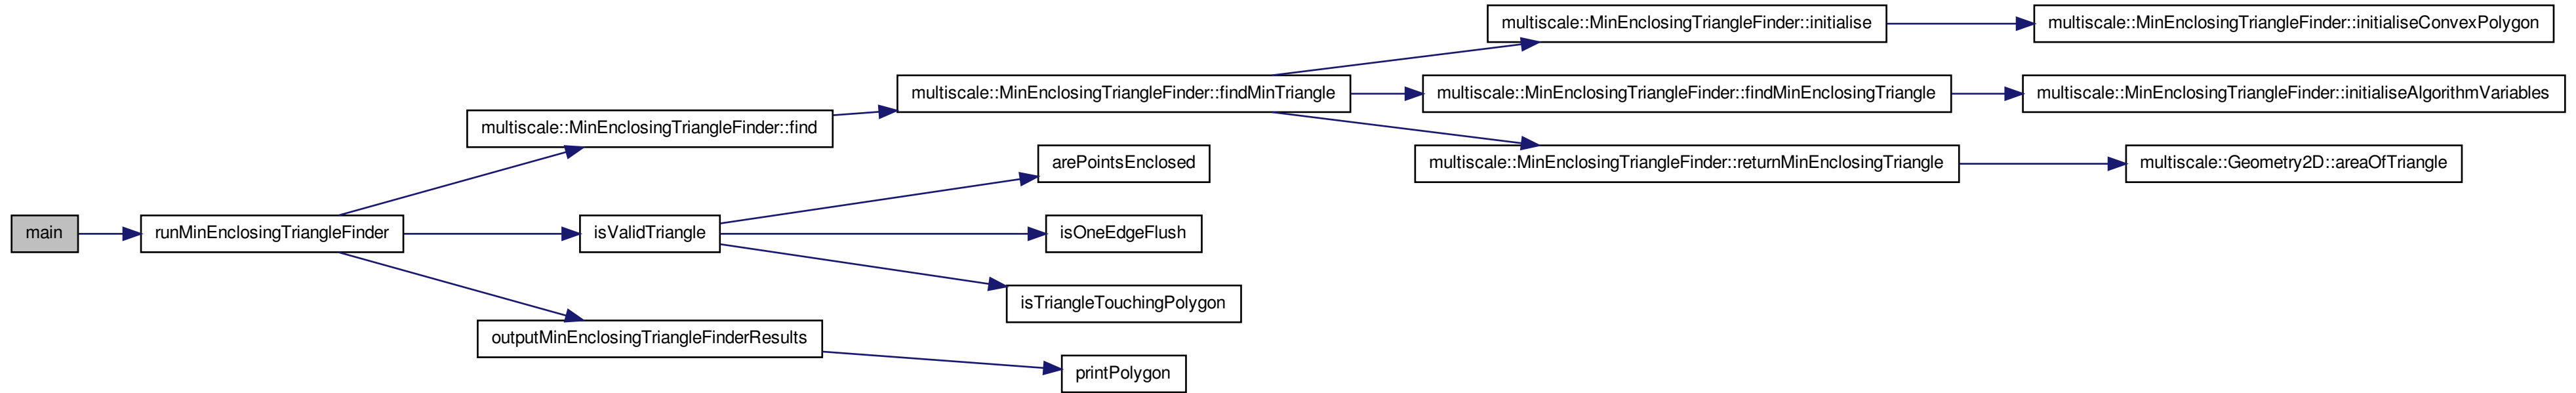 main
runMinEnclosingTriangleFinder
multiscale::MinEnclosingTriangleFinder::find
isValidTriangle
outputMinEnclosingTriangleFinderResults
multiscale::MinEnclosingTriangleFinder::findMinTriangle
arePointsEnclosed
isOneEdgeFlush
isTriangleTouchingPolygon
printPolygon
multiscale::MinEnclosingTriangleFinder::initialise
multiscale::MinEnclosingTriangleFinder::findMinEnclosingTriangle
multiscale::MinEnclosingTriangleFinder::returnMinEnclosingTriangle
multiscale::MinEnclosingTriangleFinder::initialiseConvexPolygon
multiscale::MinEnclosingTriangleFinder::initialiseAlgorithmVariables
multiscale::Geometry2D::areaOfTriangle